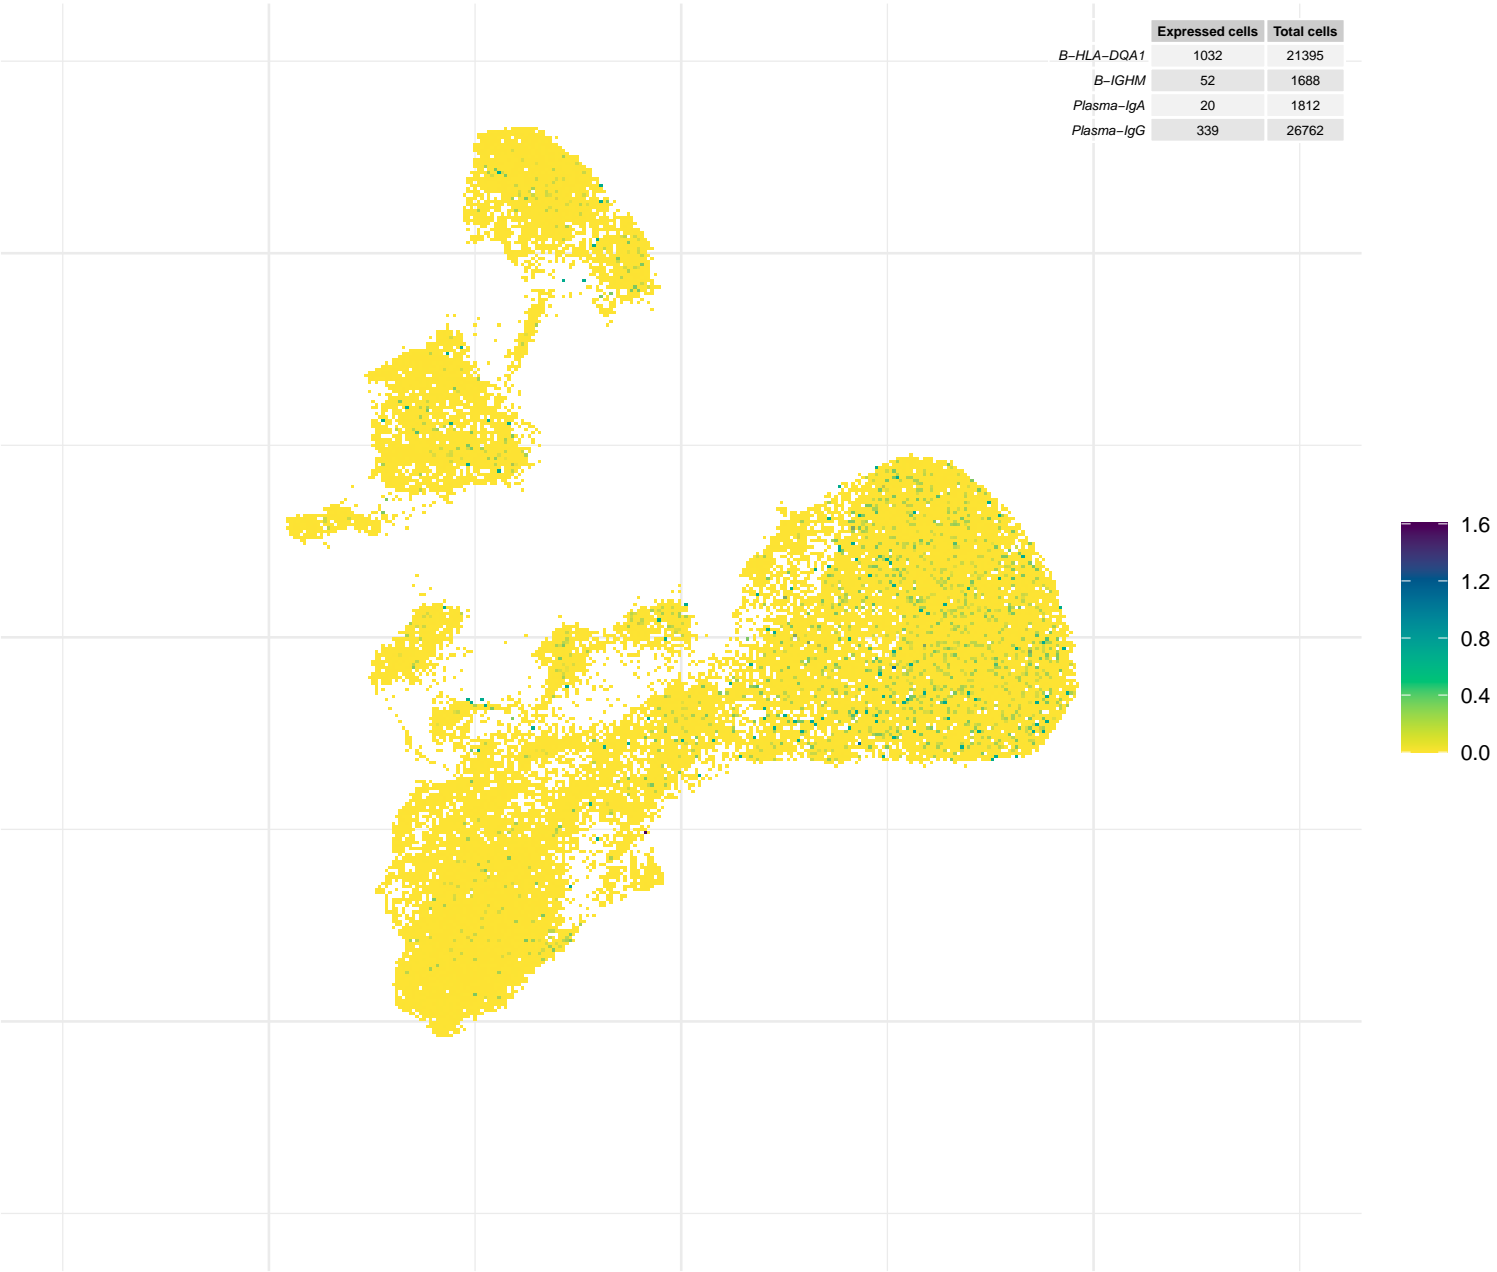 Expressed cells Total cells
B-HLA-DQA1 1032 21395
B-IGHM 52 1688
Plasma-IgA 20 1812
Plasma-IgG 339 26762
1.6
1.2
0.8
0.4
0.0